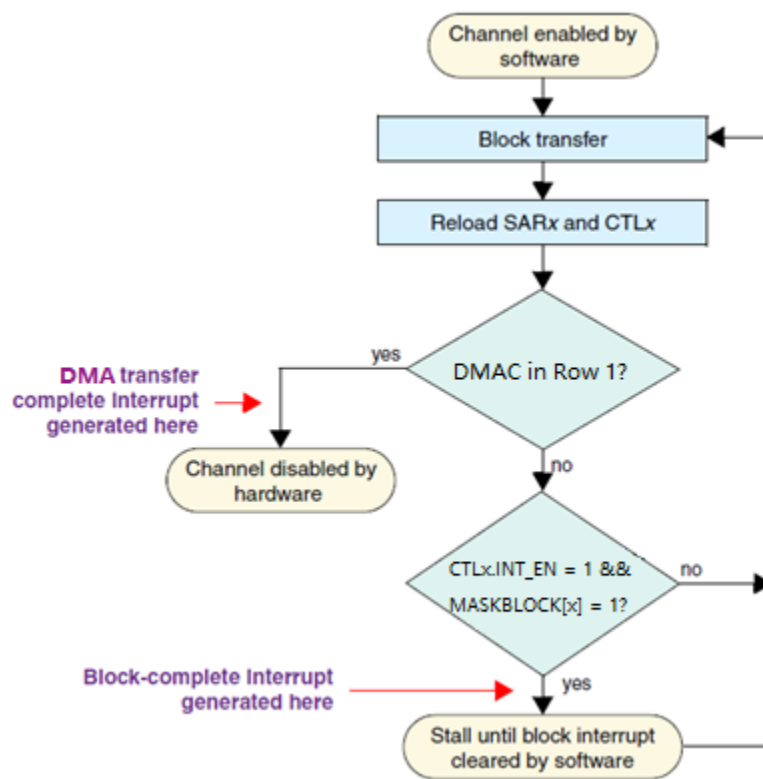 Channel enabled by
software
Block transfer
Reload SARx and CTLx
yes
DMAC in Row 1?
DMA transfer
complete Interrupt
generated here
Channel disabled by
hardware
no
CTLx.INT_EN = 1 &&
MASKBLOCK[x] = 1?
no
Block-complete Interrupt
generated here
yes
Stall until block interrupt
cleared by software